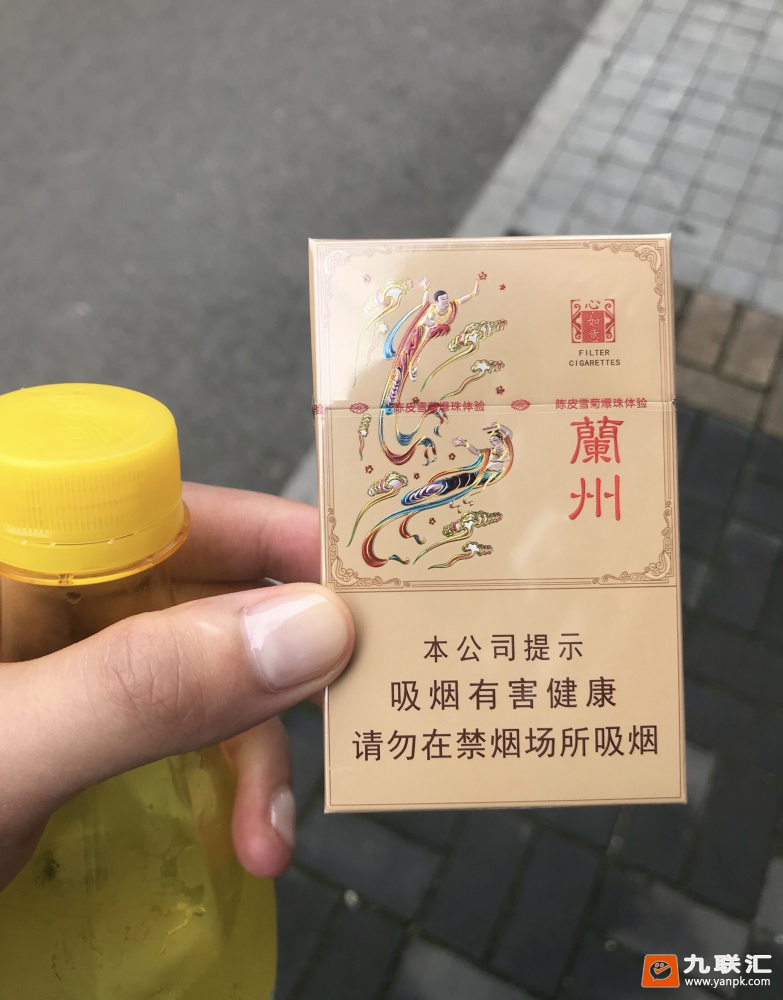 心
如意
FILTER
CIGARETTES
陈皮雪菊爆珠体验
陈皮雪菊爆珠体验
蘭州
本公司提示
吸烟有害健康
请勿在禁烟场所吸烟
九联汇
www.yanpk.com